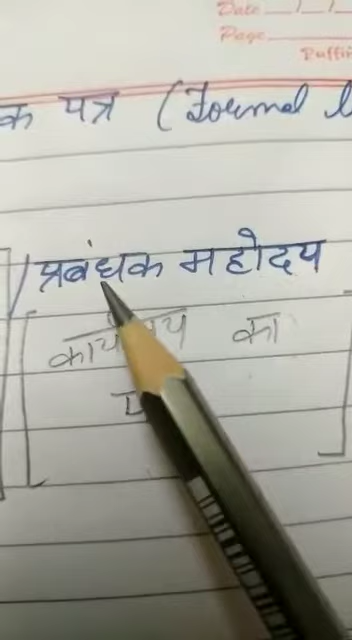 Date
Page
क पत्र (Formal
प्रबंधक महोदय
का